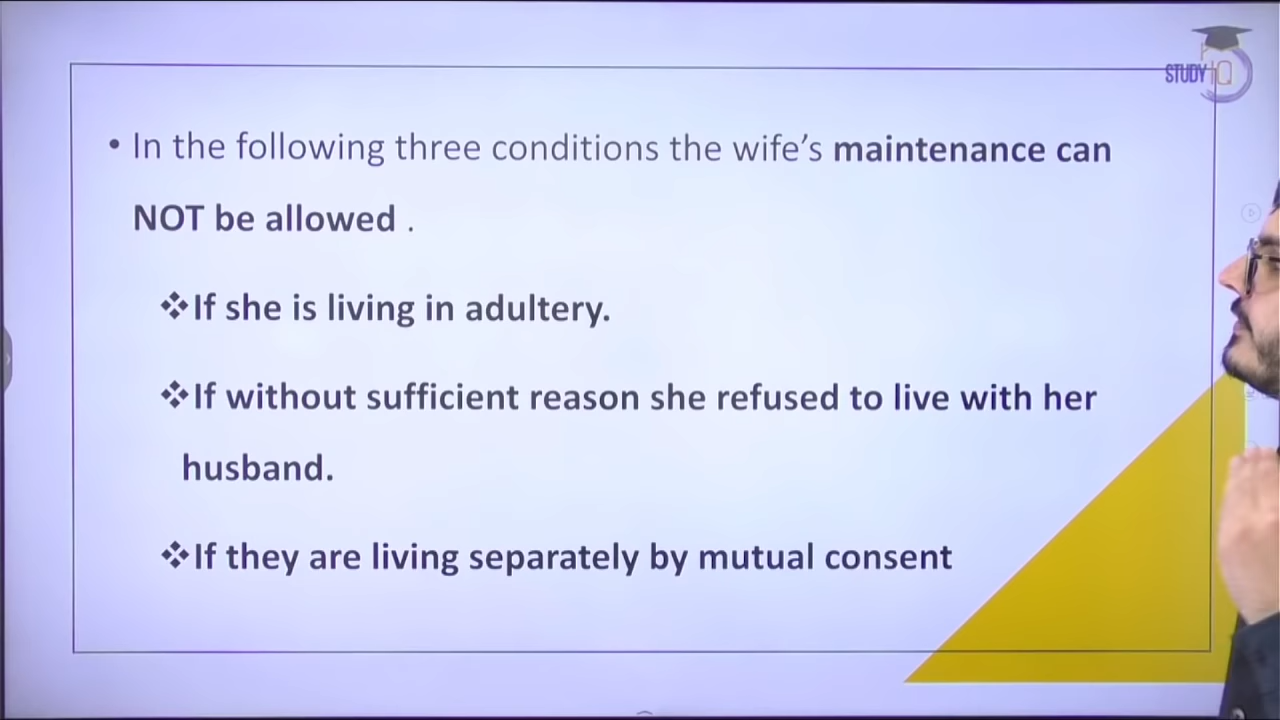 STUDY IQ
• In the following three conditions the wife’s maintenance can
NOT be allowed .
❖If she is living in adultery.
❖If without sufficient reason she refused to live with her
husband.
❖If they are living separately by mutual consent